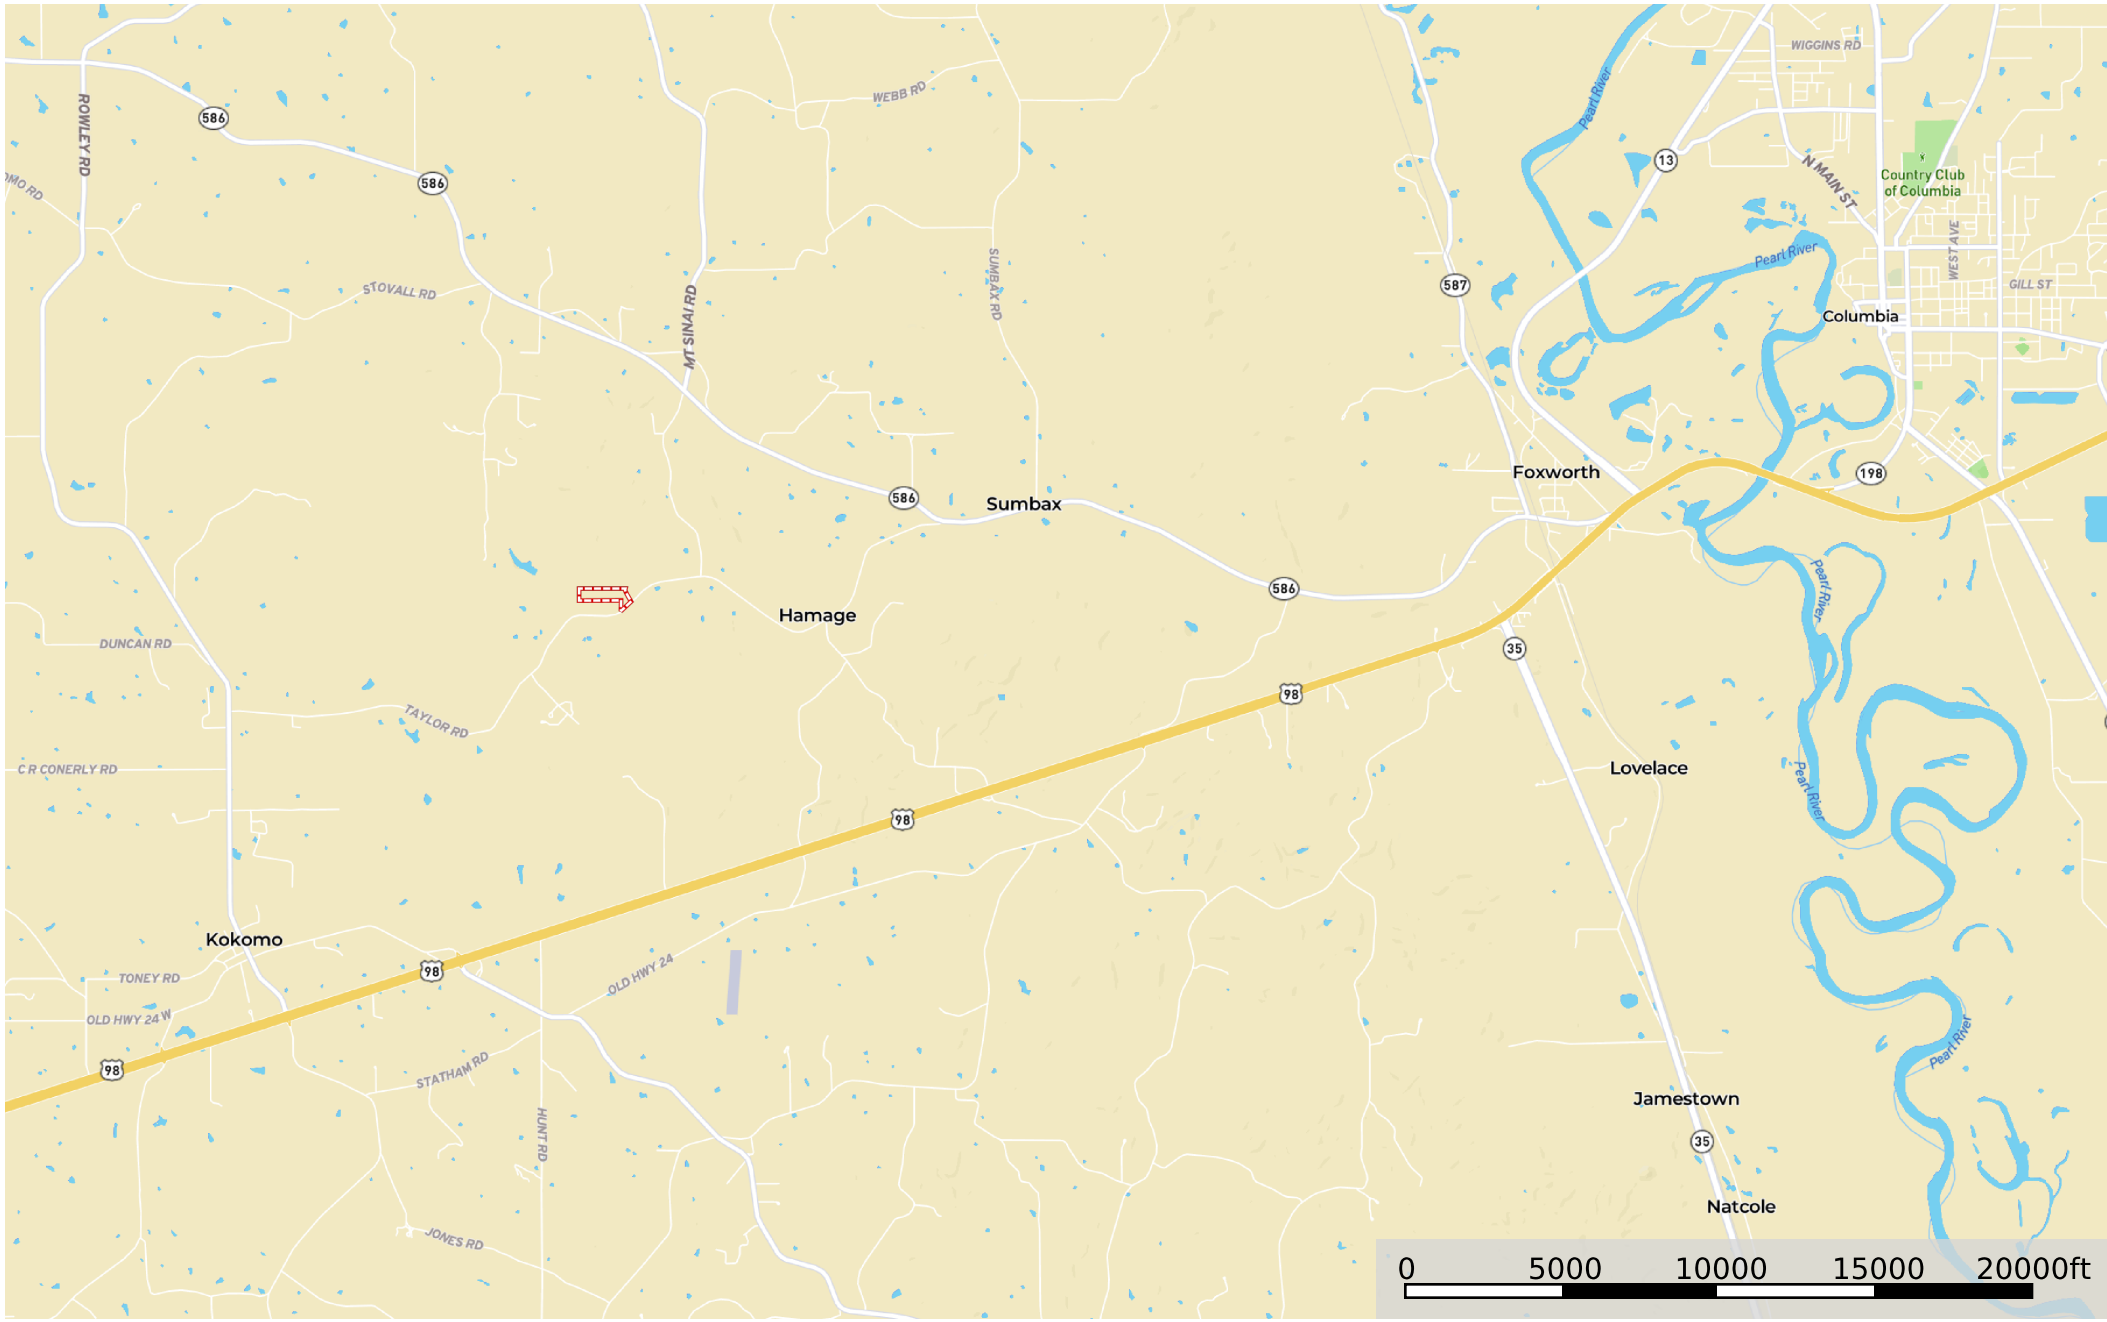 WIGGINS RD
Pearl River
WEBB RD
ROWLEY RD
586
13
N MAIN ST
Country Club
of Columbia
586
OMO RD
WEST AVE
Pearl River
SUMBAX RD
587
GILL ST
STOVALL RD
MT SINAI RD
Columbia
Foxworth
198
586
Sumbax
586
Pearl River
Hamage
DUNCAN RD
35
98
TAYLOR RD
C R CONERLY RD
Lovelace
Pearl River
98
Kokomo
98
OLD HWY 24
TONEY RD
OLD HWY 24 W
Pearl River
98
STATHAM RD
Jamestown
HUNT RD
35
Natcole
JONES RD
0 5000 10000 15000 20000ft